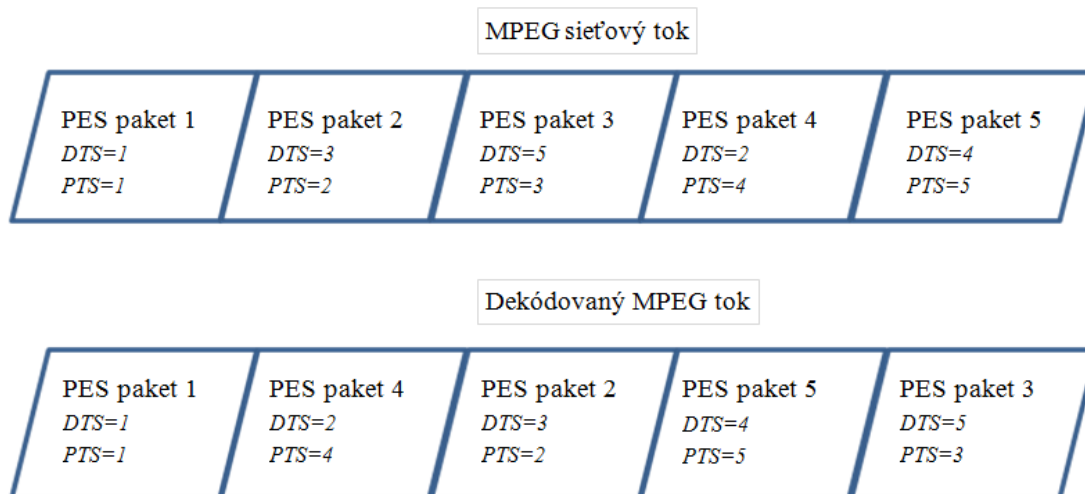 MPEG sieťový tok
PES paket 1
DTS=1
PTS=1
PES paket 2
DTS=3
PTS=2
PES paket 3
DTS=5
PTS=3
PES paket 4
DTS=2
PTS=4
PES paket 5
DTS=4
PTS=5
Dekódovaný MPEG tok
PES paket 1
DTS=1
PTS=1
PES paket 4
DTS=2
PTS=4
PES paket 2
DTS=3
PTS=2
PES paket 5
DTS=4
PTS=5
PES paket 3
DTS=5
PTS=3